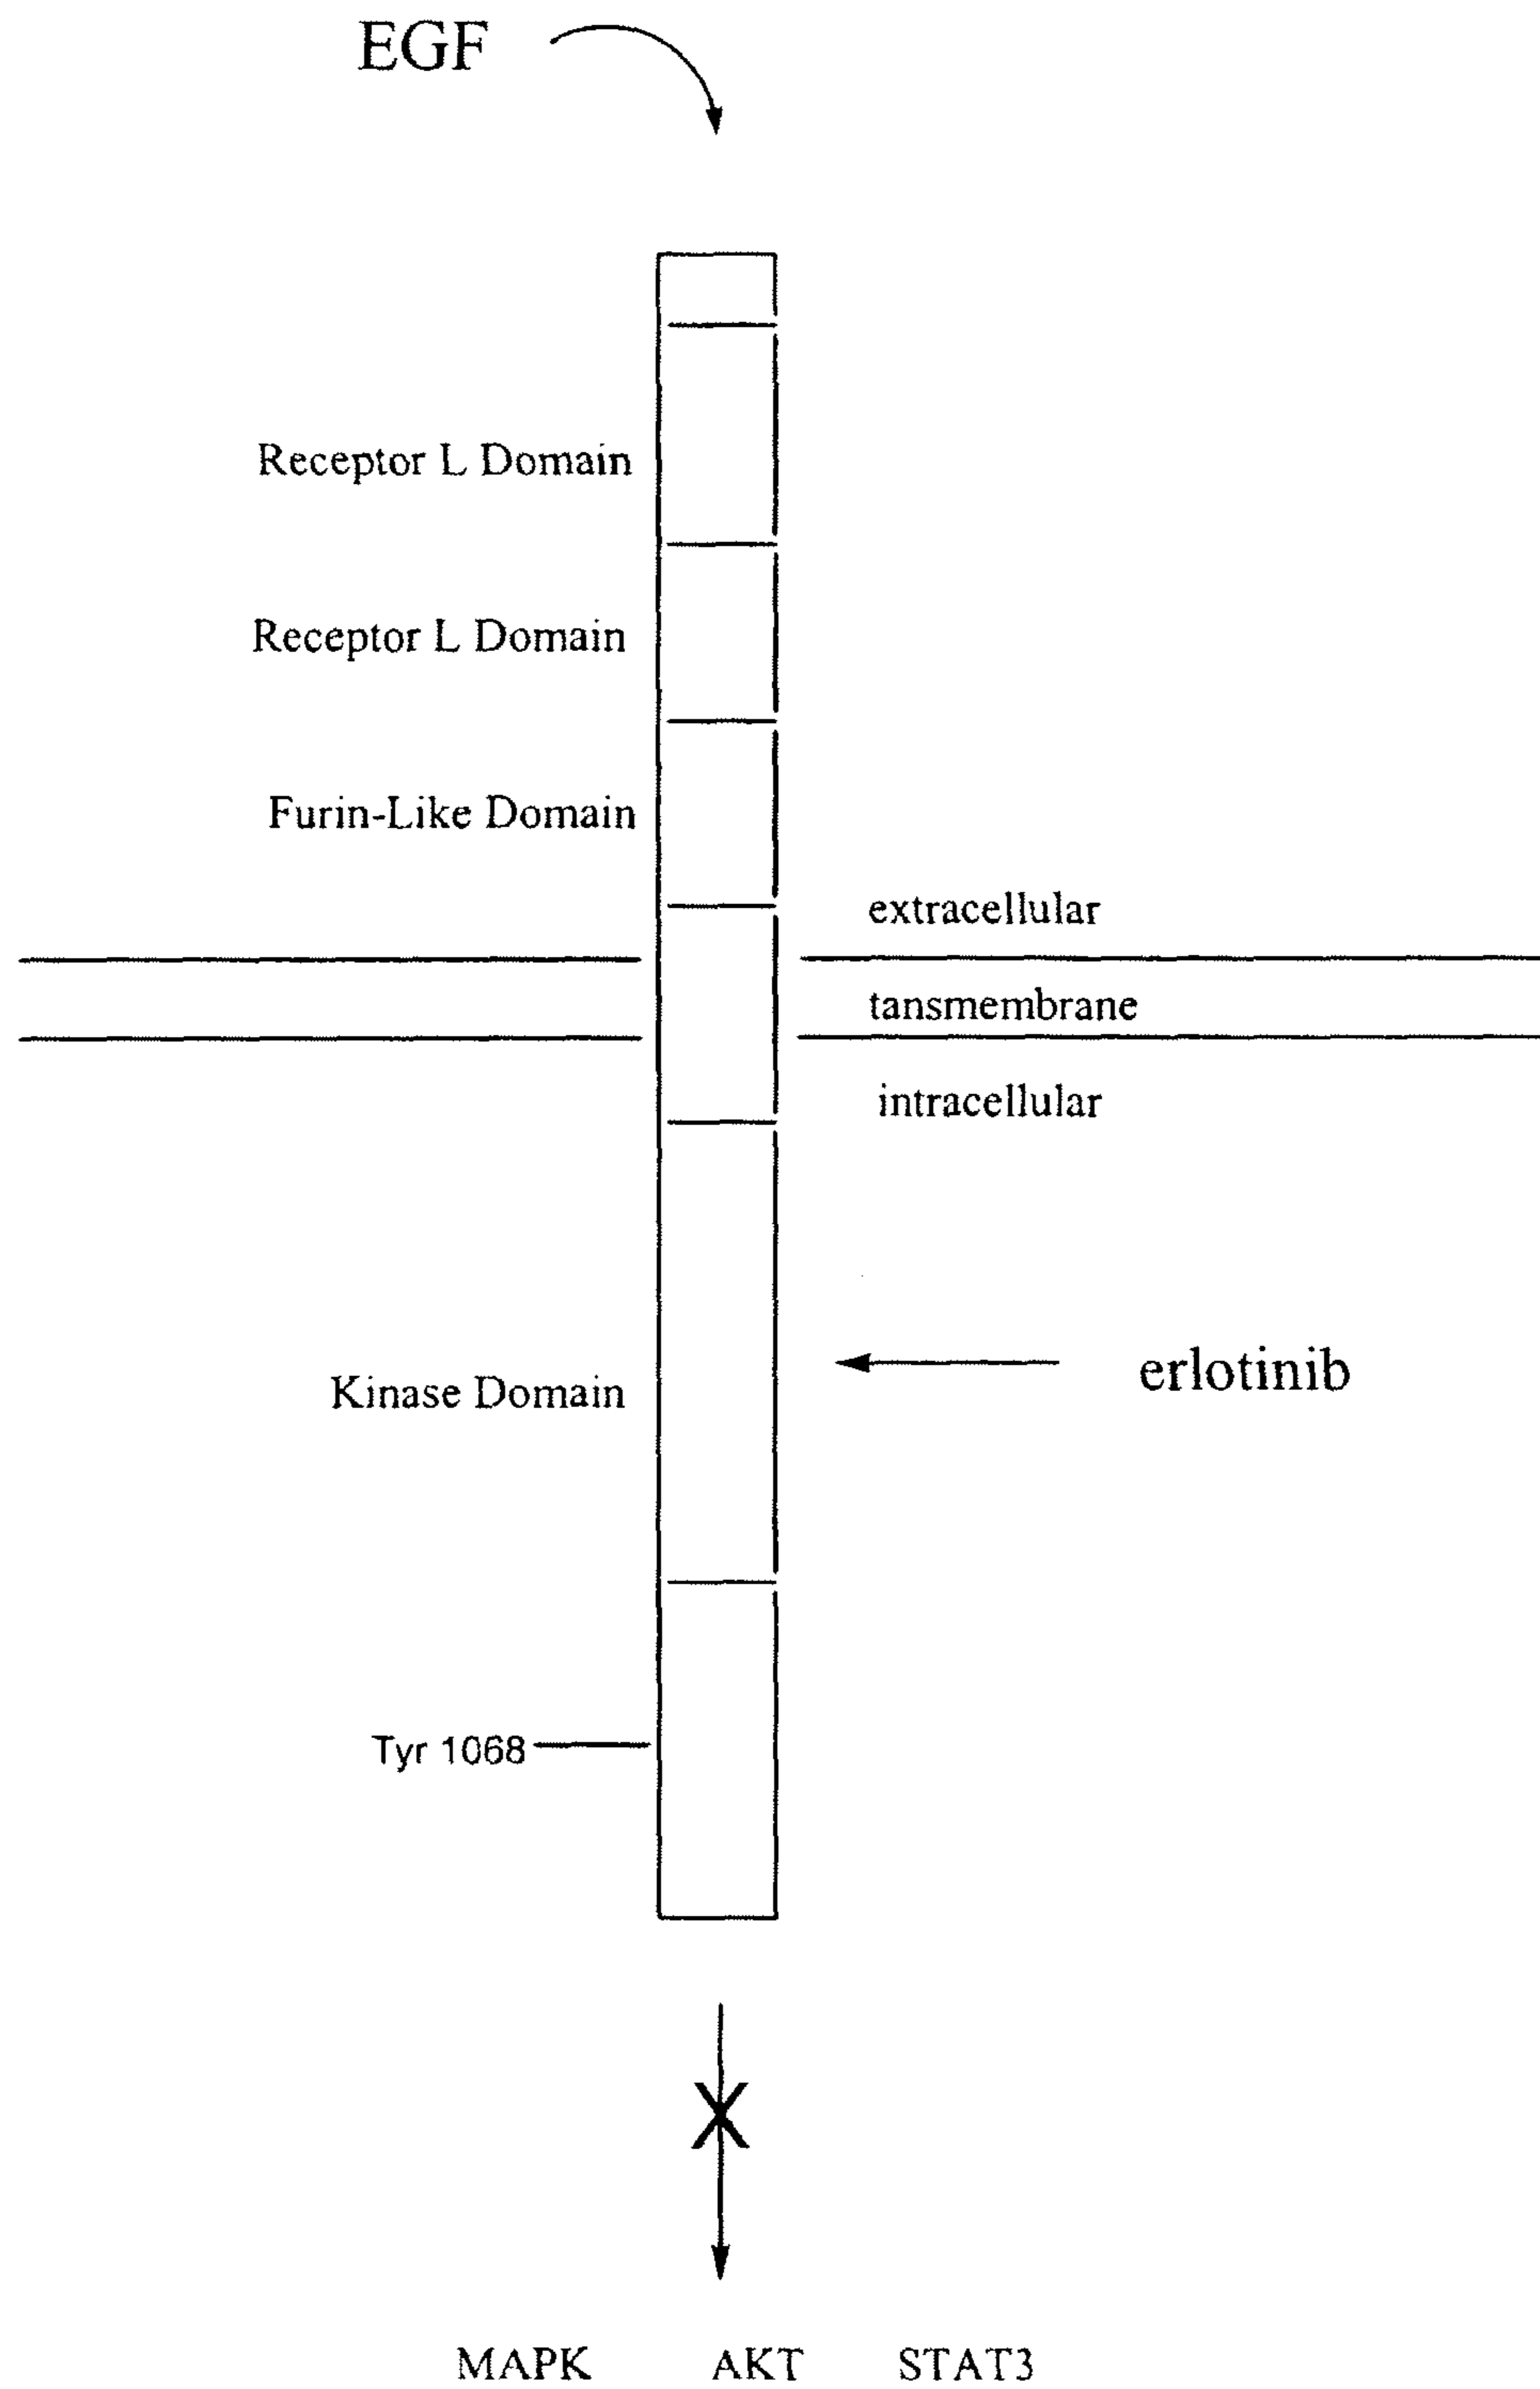 EGF
Receptor L Domain
Receptor L Domain
Furin-Like Domain
extracellular
tansmembrane
intracellular
Kinase Domain
erlotinib
Tyr 1068
X
MAPK AKT STAT3